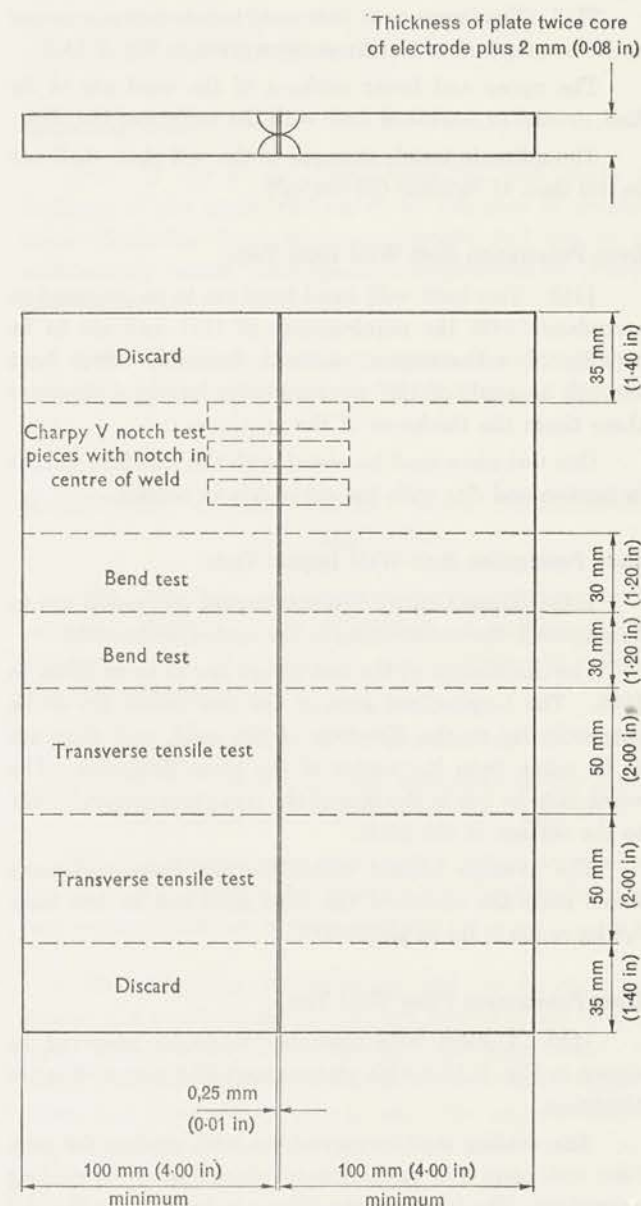 Thickness of plate twice core
of electrode plus 2 mm (0·08 in)
Discard
35 mm
(1·40 in)
Charpy V notch test
pieces with notch in
centre of weld
Bend test
30 mm
(1·20 in)
Bend test
30 mm
(1·20 in)
Transverse tensile test
50 mm
(2·00 in)
Transverse tensile test
50 mm
(2·00 in)
Discard
35 mm
(1·40 in)
0,25 mm
(0·01 in)
100 mm (4·00 in)
minimum
100 mm (4·00 in)
minimum